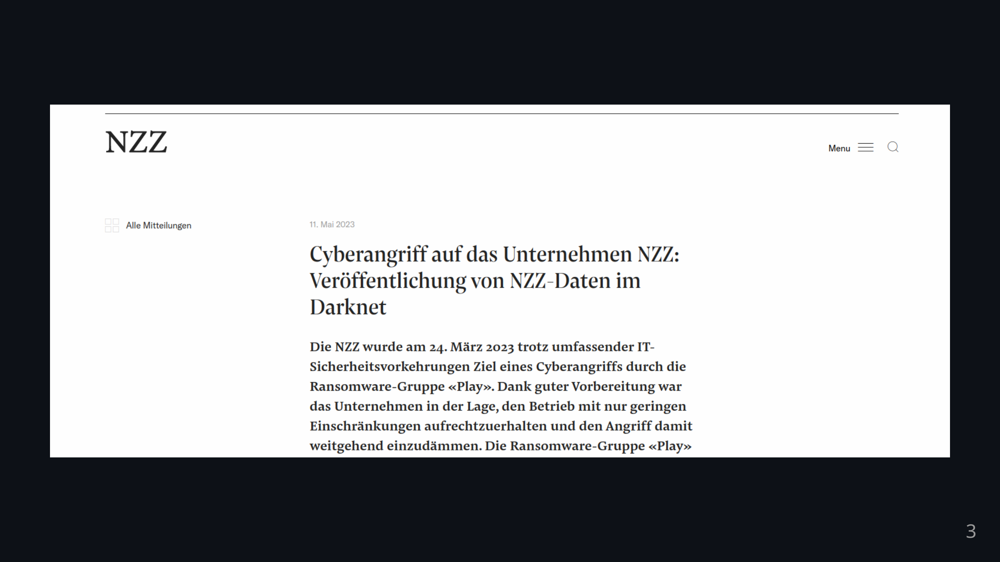 NZZ
Menu
Alle Mitteilungen
11. Mai 2023
Cyberangriff auf das Unternehmen NZZ:
Veröffentlichung von NZZ-Daten im
Darknet
Die NZZ wurde am 24. März 2023 trotz umfassender IT-
Sicherheitsvorkehrungen Ziel eines Cyberangriffs durch die
Ransomware-Gruppe «Play». Dank guter Vorbereitung war
das Unternehmen in der Lage, den Betrieb mit nur geringen
Einschränkungen aufrechtzuerhalten und den Angriff damit
weitgehend einzudämmen. Die Ransomware-Gruppe «Play»
3